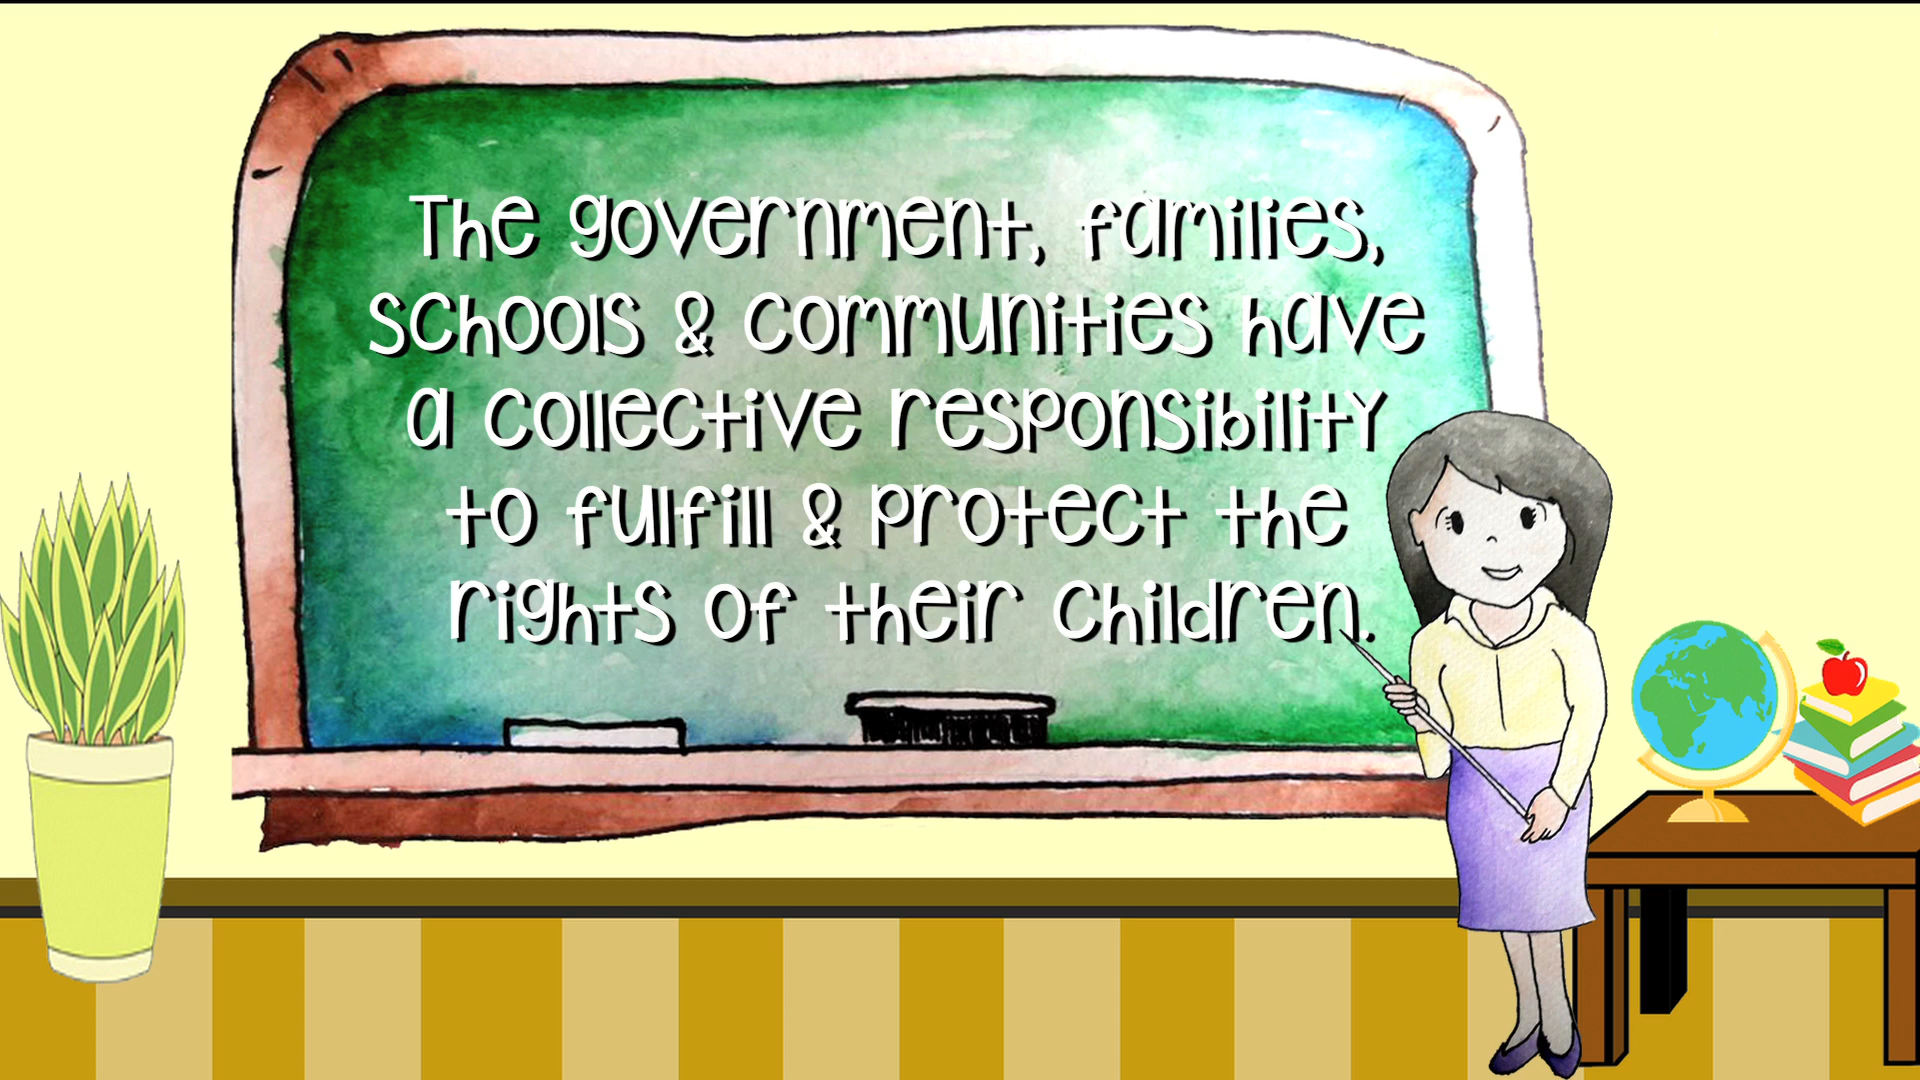 The government, families,
schools & communities have
a collective responsibility
to fulfill & protect the
rights of their children.